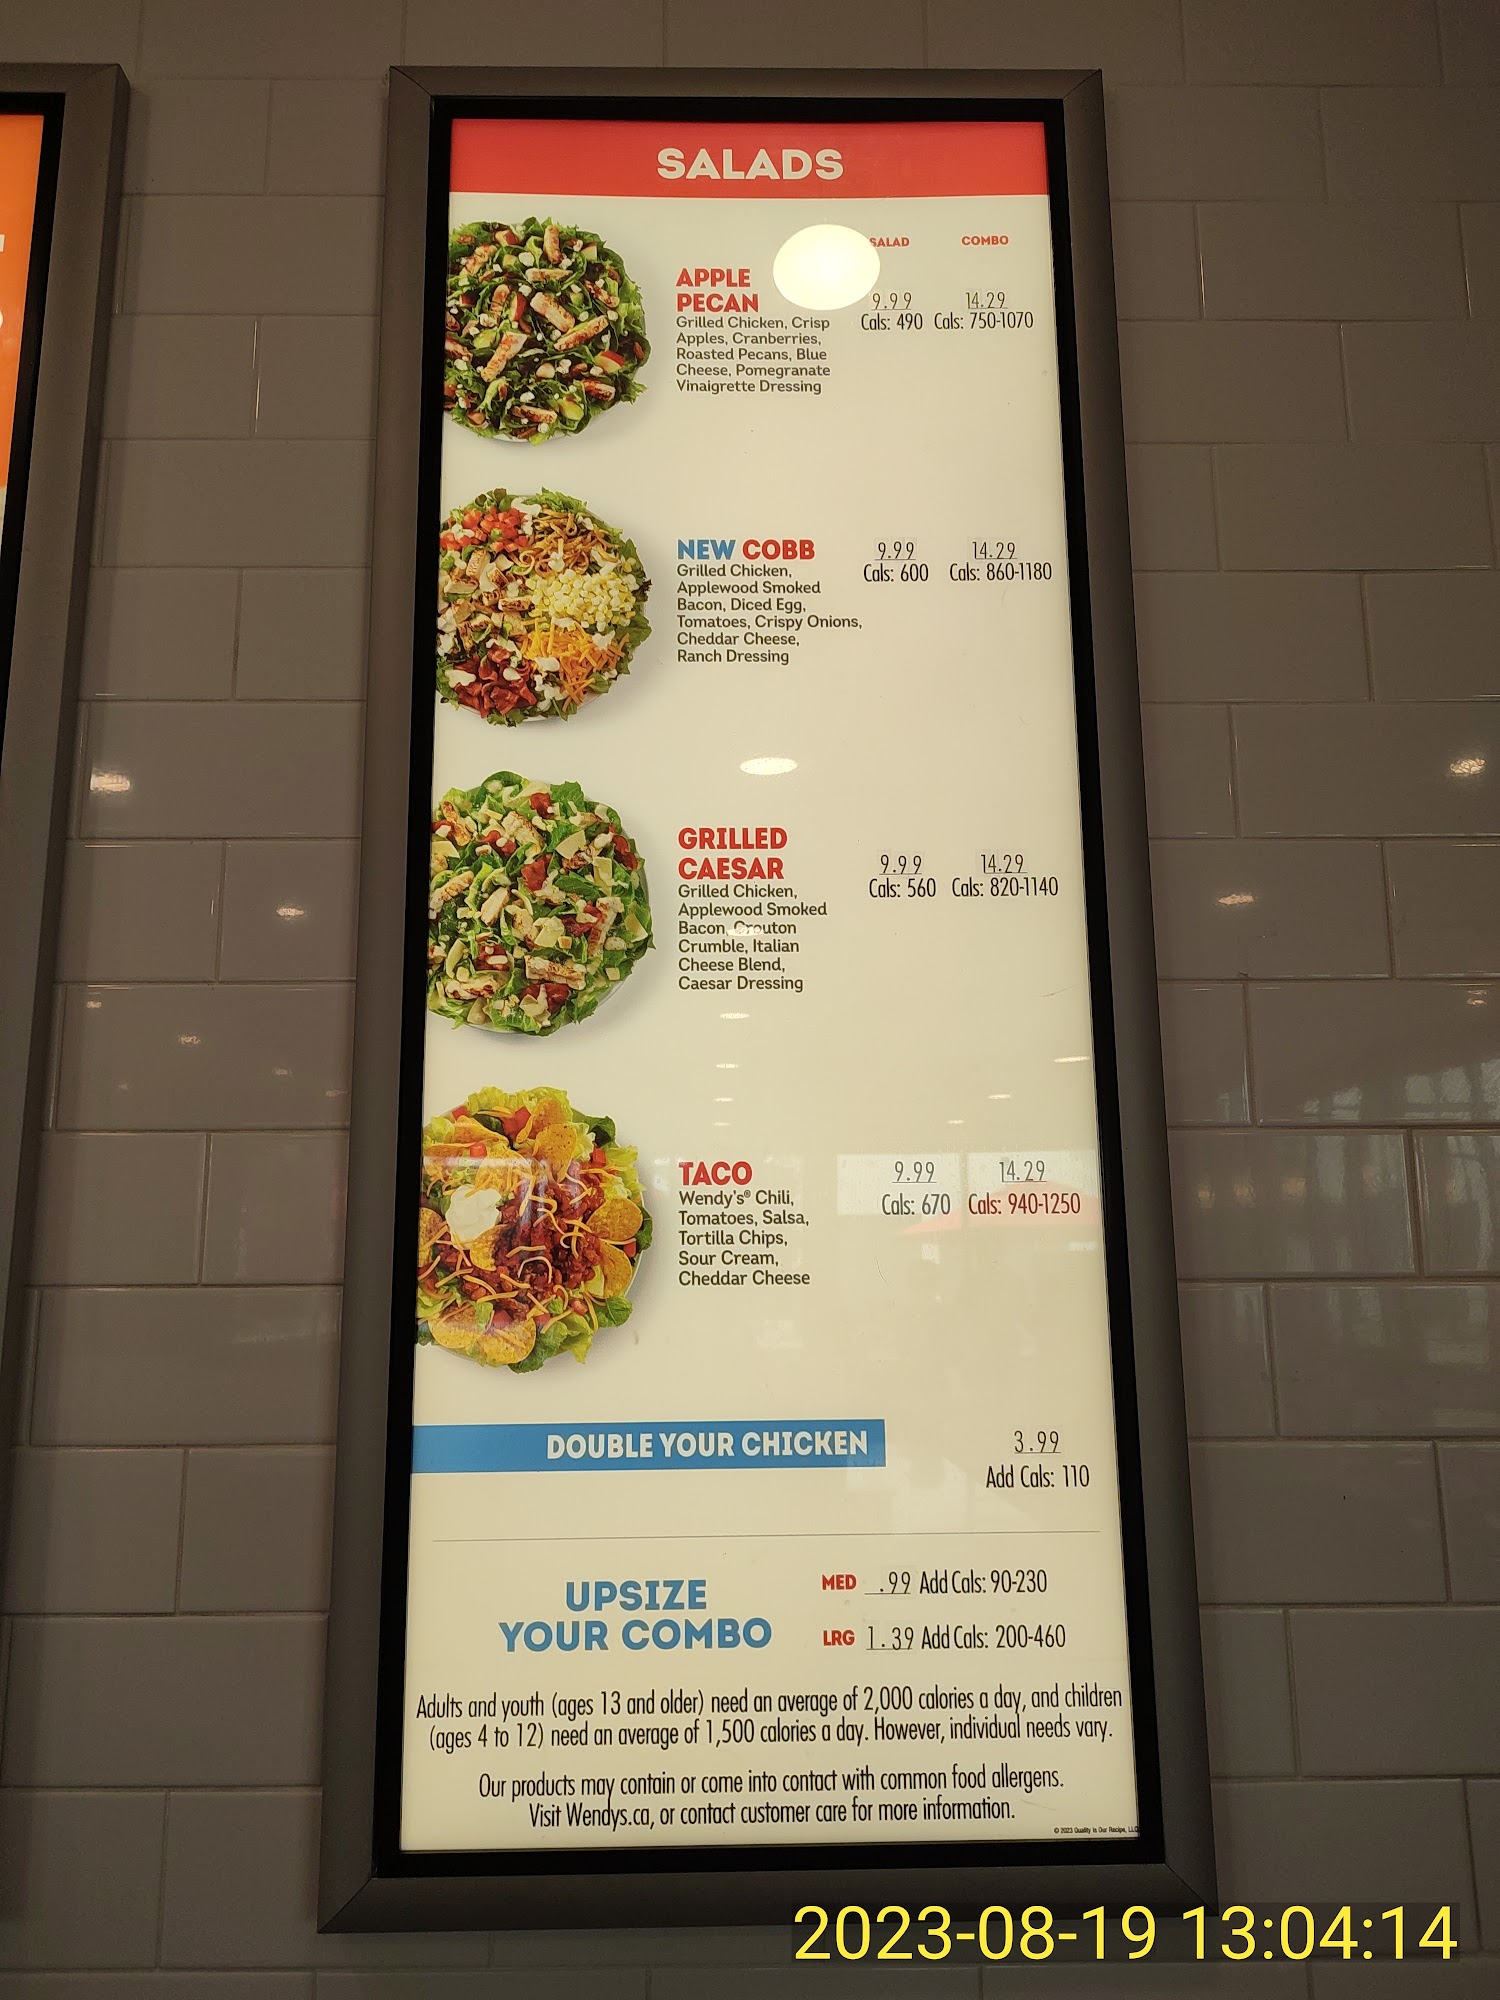 SALADS
SALAD COMBO
APPLE
PECAN
9.99 14.29
Cals: 490 Cals: 750-1070
Grilled Chicken, Crisp
Apples, Cranberries,
Roasted Pecans, Blue
Cheese, Pomegranate
Vinaigrette Dressing
NEW COBB
9.99 14.29
Cals: 600 Cals: 860-1180
Grilled Chicken,
Applewood Smoked
Bacon, Diced Egg,
Tomatoes, Crispy Onions,
Cheddar Cheese,
Ranch Dressing
GRILLED
CAESAR
9.99 14.29
Cals: 560 Cals: 820-1140
Grilled Chicken,
Applewood Smoked
Bacon, Crouton
Crumble, Italian
Cheese Blend,
Caesar Dressing
TACO
9.99 14.29
Cals: 670 Cals: 940-1250
Wendy's® Chili,
Tomatoes, Salsa,
Tortilla Chips,
Sour Cream,
Cheddar Cheese
DOUBLE YOUR CHICKEN
3.99
Add Cals: 110
UPSIZE
YOUR COMBO
MED .99 Add Cals: 90-230
LRG 1.39 Add Cals: 200-460
Adults and youth (ages 13 and older) need an average of 2,000 calories a day, and children
(ages 4 to 12) need an average of 1,500 calories a day. However, individual needs vary.
Our products may contain or come into contact with common food allergens.
Visit Wendys.ca, or contact customer care for more information.
© 2023 Quality Is Our Recipe, LLC
2023-08-19 13:04:14